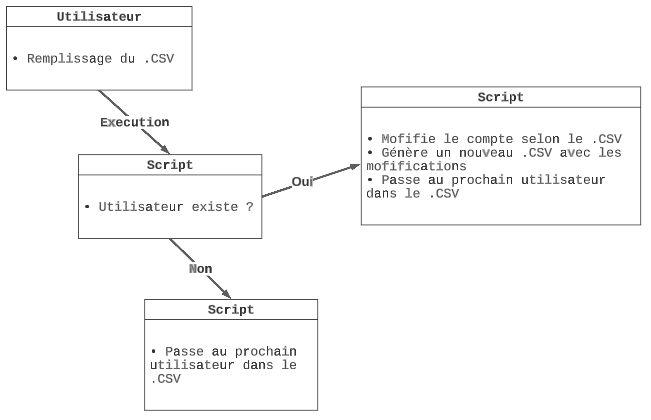 Utilisateur
• Remplissage du .CSV
Execution
Script
• Utilisateur existe ?
Oui
Script
• Mofifie le compte selon le .CSV
• Génère un nouveau .CSV avec les
mofifications
• Passe au prochain utilisateur
dans le .CSV
Non
Script
• Passe au prochain
utilisateur dans le
.CSV